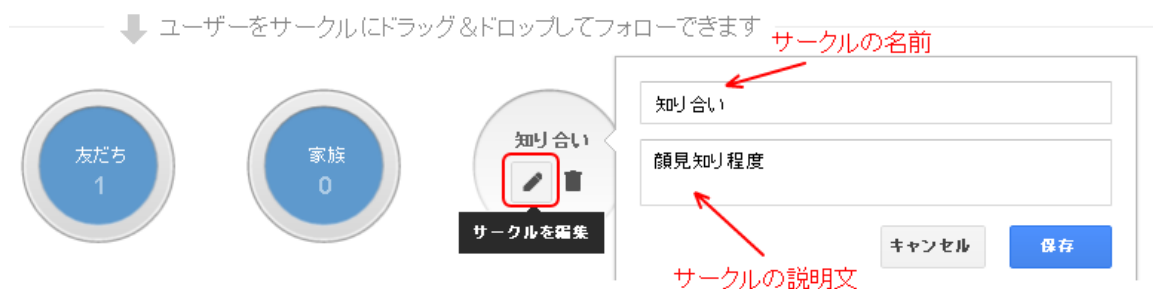 ユーザーをサークルにドラッグ&ドロップしてフォローできます
サークルの名前
友だち
1
家族
0
知り合い
サークルを編集
知り合い
顔見知り程度
キャンセル
保存
サークルの説明文